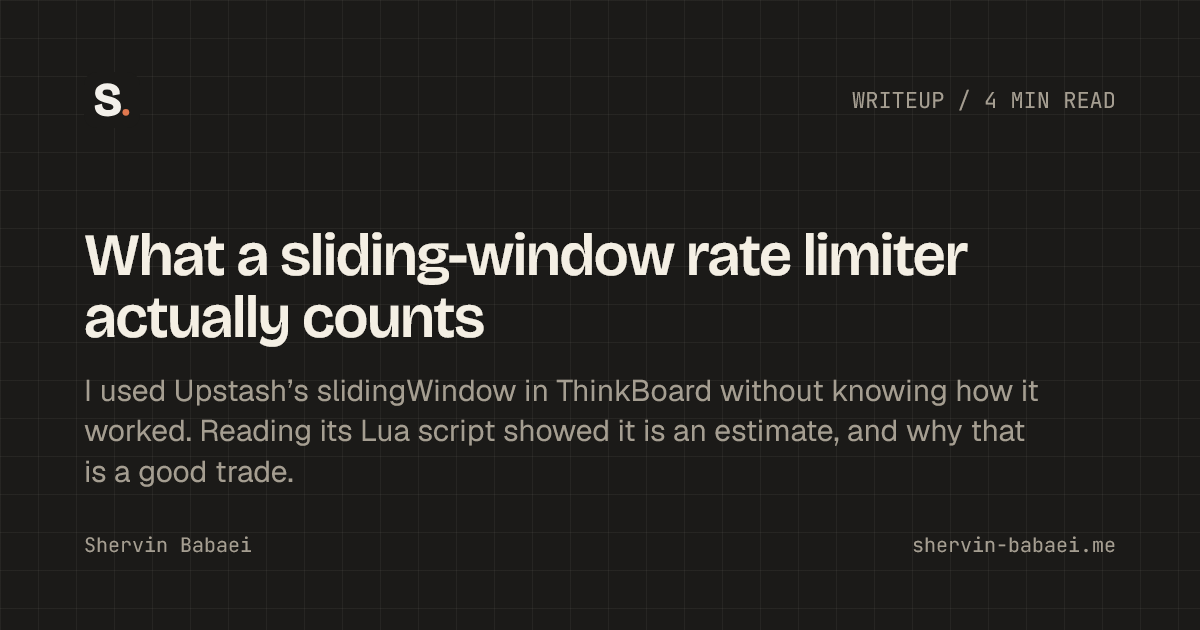 S.
WRITEUP / 4 MIN READ
What a sliding-window rate limiter
actually counts
I used Upstash’s slidingWindow in ThinkBoard without knowing how it
worked. Reading its Lua script showed it is an estimate, and why that
is a good trade.
Shervin Babaei
shervin-babaei.me